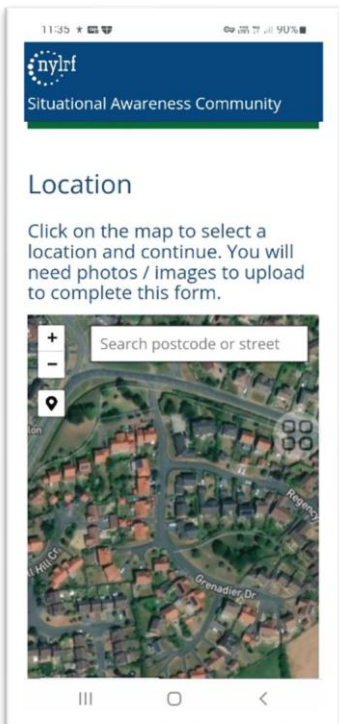 11:35
90%
nylrf
Situational Awareness Community
Location
Click on the map to select a
location and continue. You will
need photos / images to upload
to complete this form.
+
Search postcode or street
−
Regency
Hill Cr
Grenadier Dr